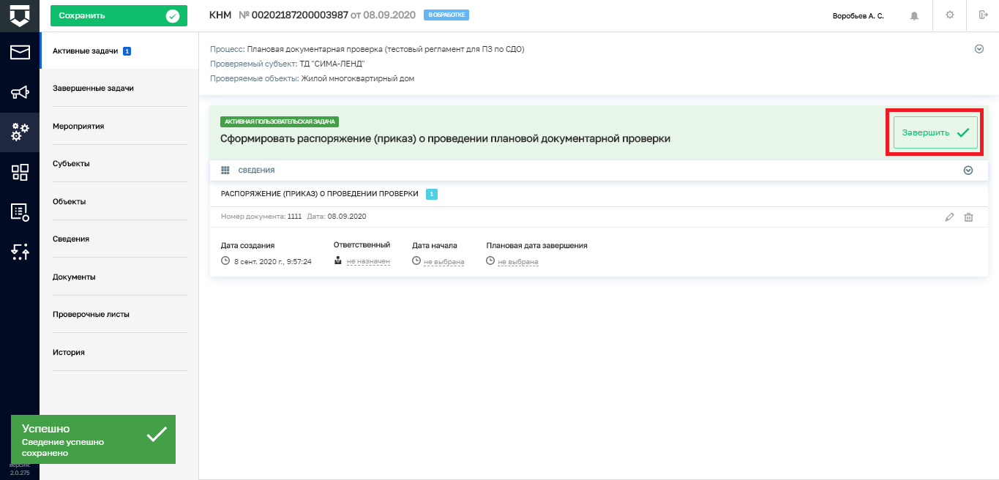 Сохранить
КНМ № 00202187200003987 от 08.09.2020 В ОБРАБОТКЕ
Воробьев А. С.
Активные задачи 1
Завершенные задачи
Мероприятия
Субъекты
Объекты
Сведения
Документы
Проверочные листы
История
Процесс: Плановая документарная проверка (тестовый регламент для ПЗ по СДО)
Проверяемый субъект: ТД "СИМА-ЛЕНД"
Проверяемые объекты: Жилой многоквартирный дом
АКТИВНАЯ ПОЛЬЗОВАТЕЛЬСКАЯ ЗАДАЧА
Сформировать распоряжение (приказ) о проведении плановой документарной проверки
Завершить
СВЕДЕНИЯ
РАСПОРЯЖЕНИЕ (ПРИКАЗ) О ПРОВЕДЕНИИ ПРОВЕРКИ 1
Номер документа: 1111 Дата: 08.09.2020
Дата создания Ответственный Дата начала Плановая дата завершения
8 сент. 2020 г., 9:57:24 не назначен не выбрана не выбрана
Успешно
Сведение успешно
сохранено
версия:
2.0.275